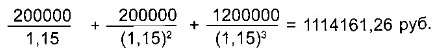 200000/1,15 + 200000/(1,15)² + 1200000/(1,15)³ = 1114161,26 руб.